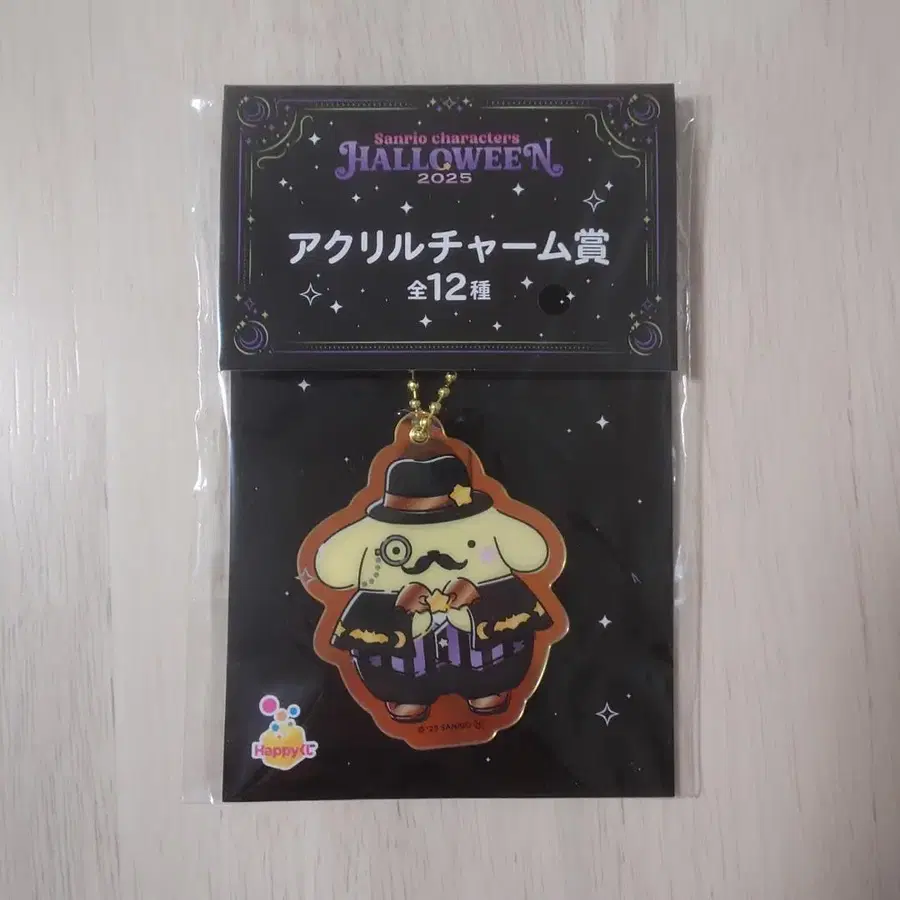 Sanrio characters
HALLOWEEN
2025
アクリルチャーム賞
全12種
Happyくじ